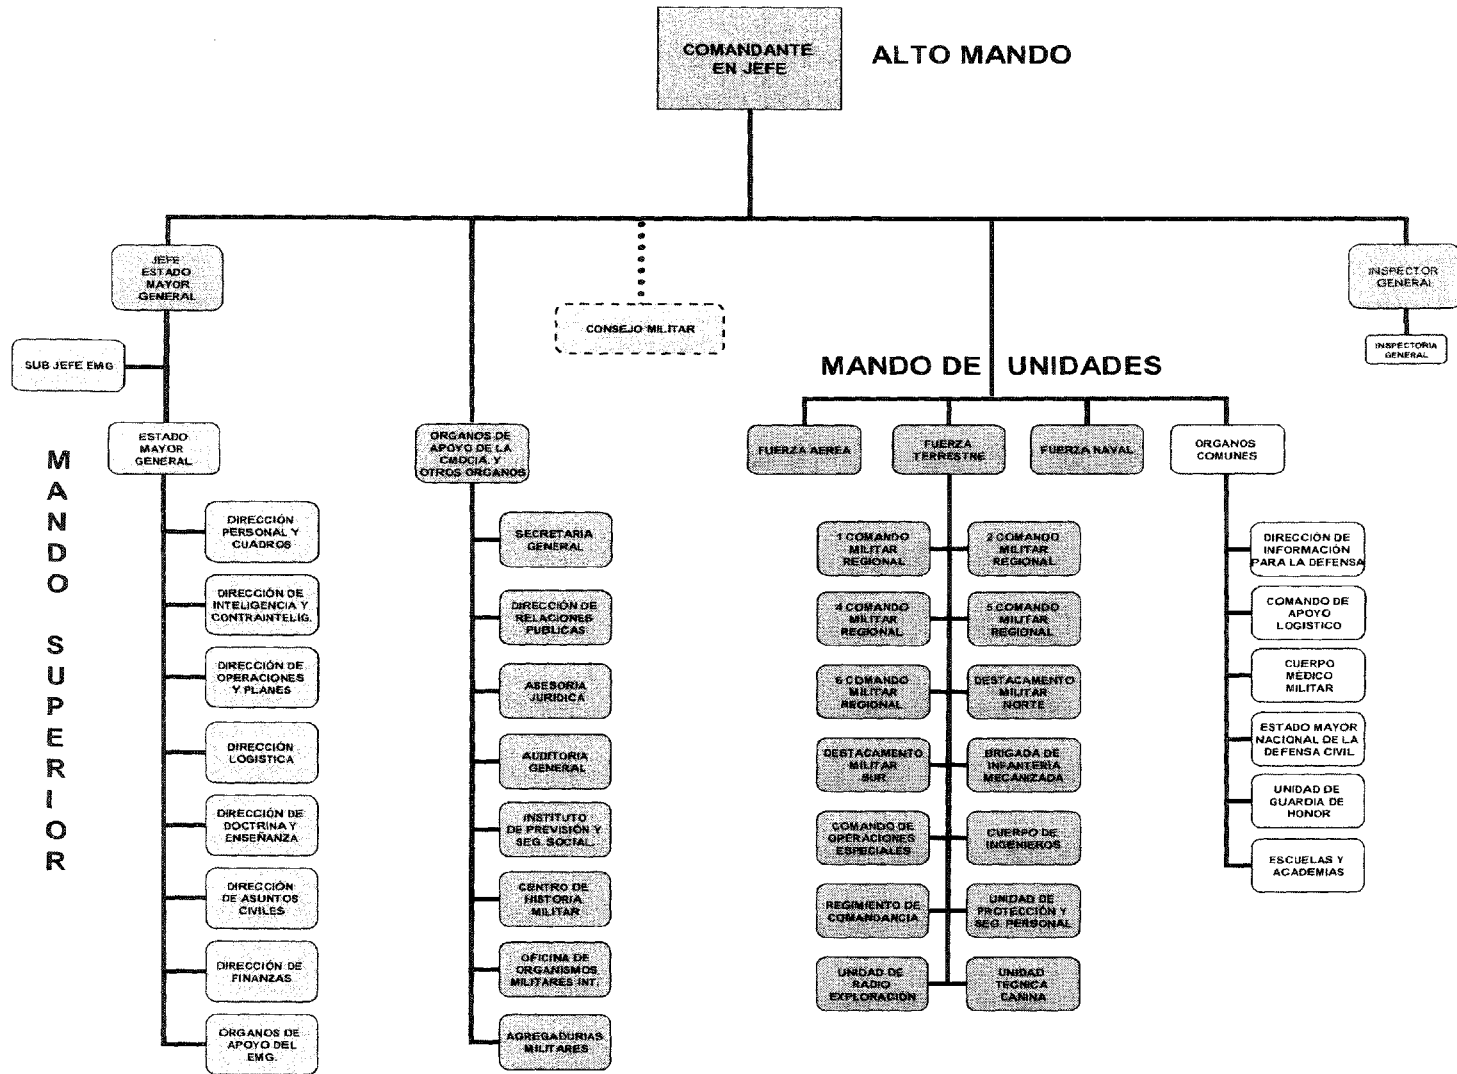 COMANDANTE
EN JEFE
ALTO MANDO
JEFE
ESTADO
MAYOR
GENERAL
INSPECTOR
GENERAL
CONSEJO MILITAR
SUB JEFE EMG
INSPECTORIA
GENERAL
MANDO DE UNIDADES
MANDO SUPERIOR
ESTADO
MAYOR
GENERAL
DIRECCIÓN
PERSONAL Y
CUADROS
DIRECCIÓN DE
INTELIGENCIA Y
CONTRAINTELIG.
DIRECCIÓN DE
OPERACIONES
Y PLANES
DIRECCIÓN
LOGISTICA
DIRECCIÓN DE
DOCTRINA Y
ENSEÑANZA
DIRECCIÓN
DE ASUNTOS
CIVILES
DIRECCIÓN DE
FINANZAS
ORGANOS DE
APOYO DEL
EMG.
ORGANOS DE
APOYO DE LA
CMDCIA. Y
OTROS ORGANOS
SECRETARIA
GENERAL
DIRECCIÓN DE
RELACIONES
PUBLICAS
ASESORIA
JURIDICA
AUDITORIA
GENERAL
INSTITUTO
DE PREVISIÓN Y
SEG. SOCIAL.
CENTRO DE
HISTORIA
MILITAR
OFICINA DE
ORGANISMOS
MILITARES INT.
AGREGADURIAS
MILITARES
FUERZA AEREA
FUERZA
TERRESTRE
FUERZA NAVAL
ORGANOS
COMUNES
1 COMANDO
MILITAR
REGIONAL
2 COMANDO
MILITAR
REGIONAL
4 COMANDO
MILITAR
REGIONAL
5 COMANDO
MILITAR
REGIONAL
6 COMANDO
MILITAR
REGIONAL
DESTACAMENTO
MILITAR
NORTE
DESTACAMENTO
MILITAR
SUR
BRIGADA DE
INFANTERIA
MECANIZADA
COMANDO DE
OPERACIONES
ESPECIALES
CUERPO DE
INGENIEROS
REGIMIENTO DE
COMANDANCIA
UNIDAD DE
PROTECCIÓN Y
SEG. PERSONAL
UNIDAD DE
RADIO
EXPLORACIÓN
UNIDAD
TECNICA
CANINA
DIRECCIÓN DE
INFORMACIÓN
PARA LA DEFENSA
COMANDO DE
APOYO
LOGISTICO
CUERPO
MÉDICO
MILITAR
ESTADO MAYOR
NACIONAL DE LA
DEFENSA CIVIL
UNIDAD DE
GUARDIA DE
HONOR
ESCUELAS Y
ACADEMIAS